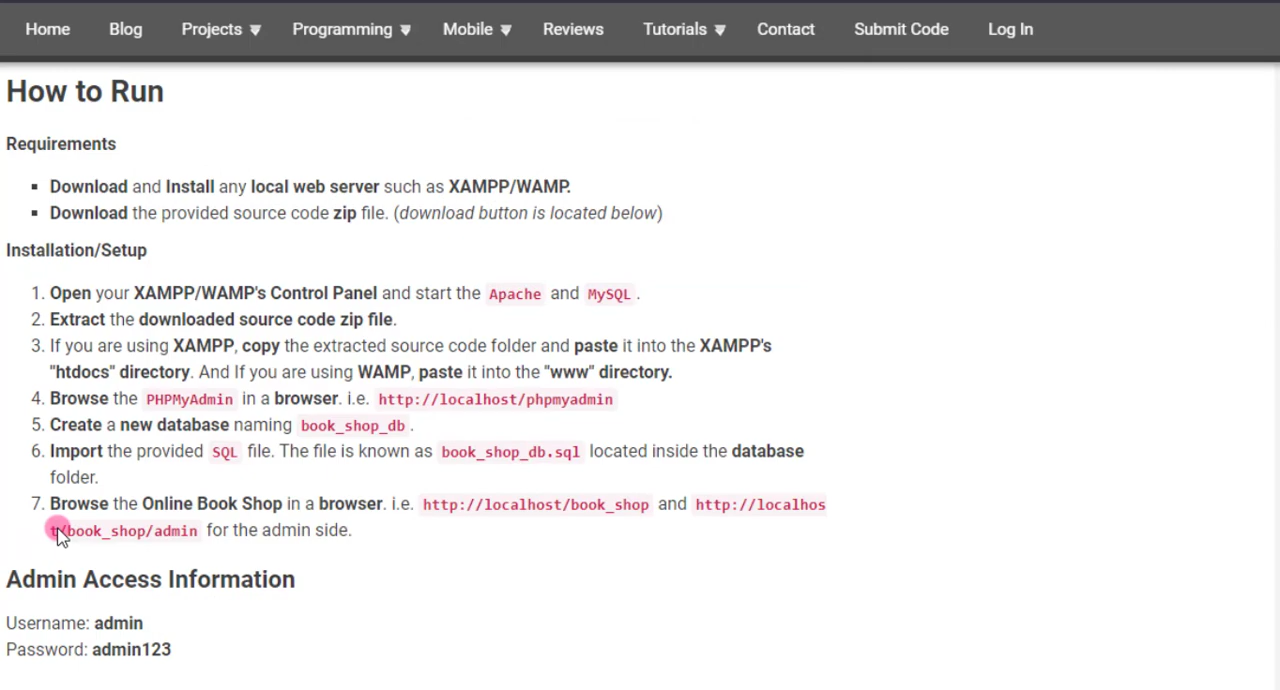 Home Blog Projects Programming Mobile Reviews Tutorials Contact Submit Code Log In
How to Run
Requirements
Download and Install any local web server such as XAMPP/WAMP.
Download the provided source code zip file. (download button is located below)
Installation/Setup
1. Open your XAMPP/WAMP's Control Panel and start the Apache and MySQL.
2. Extract the downloaded source code zip file.
3. If you are using XAMPP, copy the extracted source code folder and paste it into the XAMPP's
"htdocs" directory. And If you are using WAMP, paste it into the "www" directory.
4. Browse the PHPMyAdmin in a browser. i.e. http://localhost/phpmyadmin
5. Create a new database naming book_shop_db.
6. Import the provided SQL file. The file is known as book_shop_db.sql located inside the database
folder.
7. Browse the Online Book Shop in a browser. i.e. http://localhost/book_shop and http://localhos
t/book_shop/admin for the admin side.
Admin Access Information
Username: admin
Password: admin123